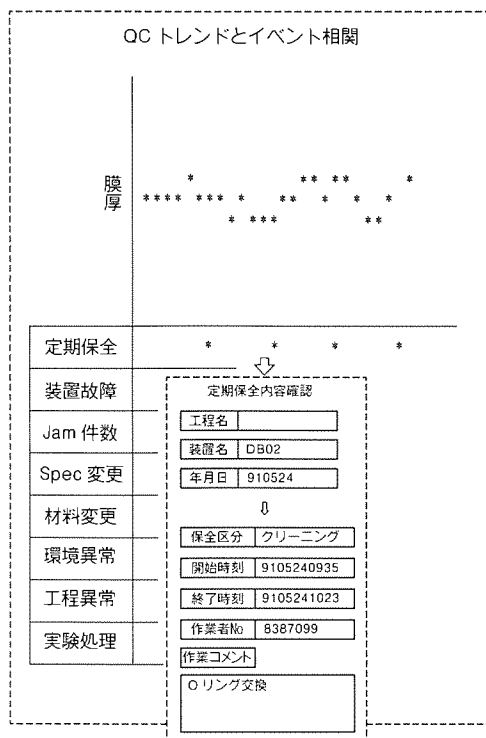 QC トレンドとイベント相関
膜厚
定期保全
装置故障
Jam 件数
Spec 変更
材料変更
環境異常
工程異常
実験処理
定期保全内容確認
工程名
装置名 DB02
年月日 910524
保全区分 クリーニング
開始時刻 9105240935
終了時刻 9105241023
作業者№ 8387099
作業コメント
O リング交換